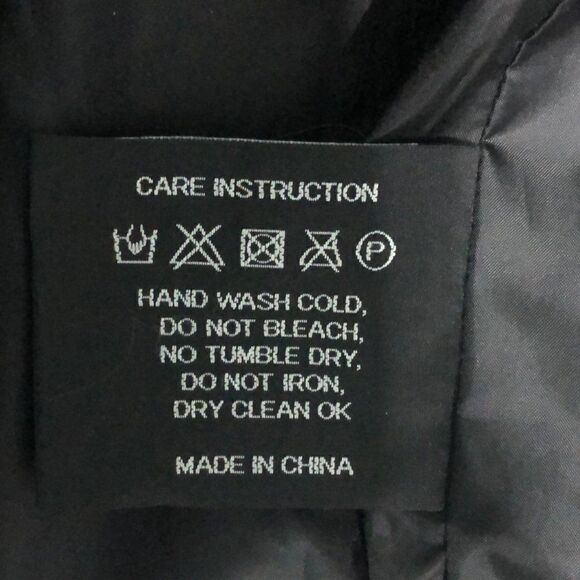 CARE INSTRUCTION
P
HAND WASH COLD,
DO NOT BLEACH,
NO TUMBLE DRY,
DO NOT IRON,
DRY CLEAN OK
MADE IN CHINA